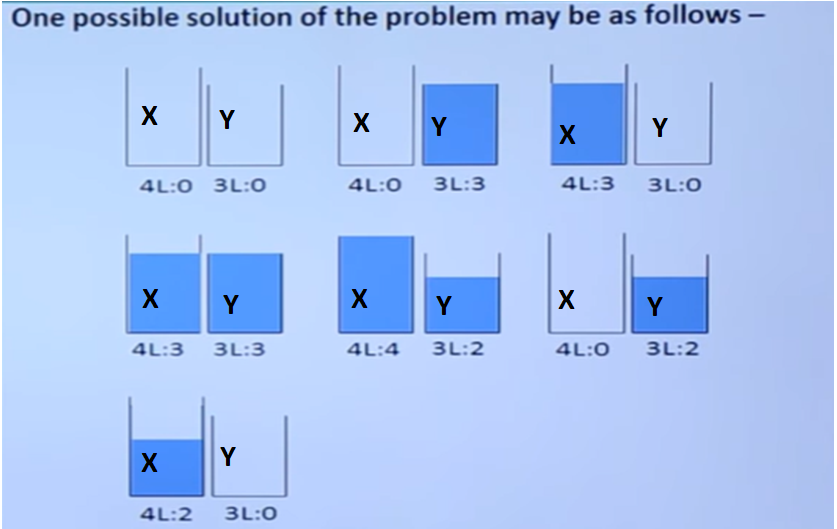 One possible solution of the problem may be as follows –
X Y X Y X Y
4L:0 3L:0 4L:0 3L:3 4L:3 3L:0
X Y X Y X Y
4L:3 3L:3 4L:4 3L:2 4L:0 3L:2
X Y
4L:2 3L:0